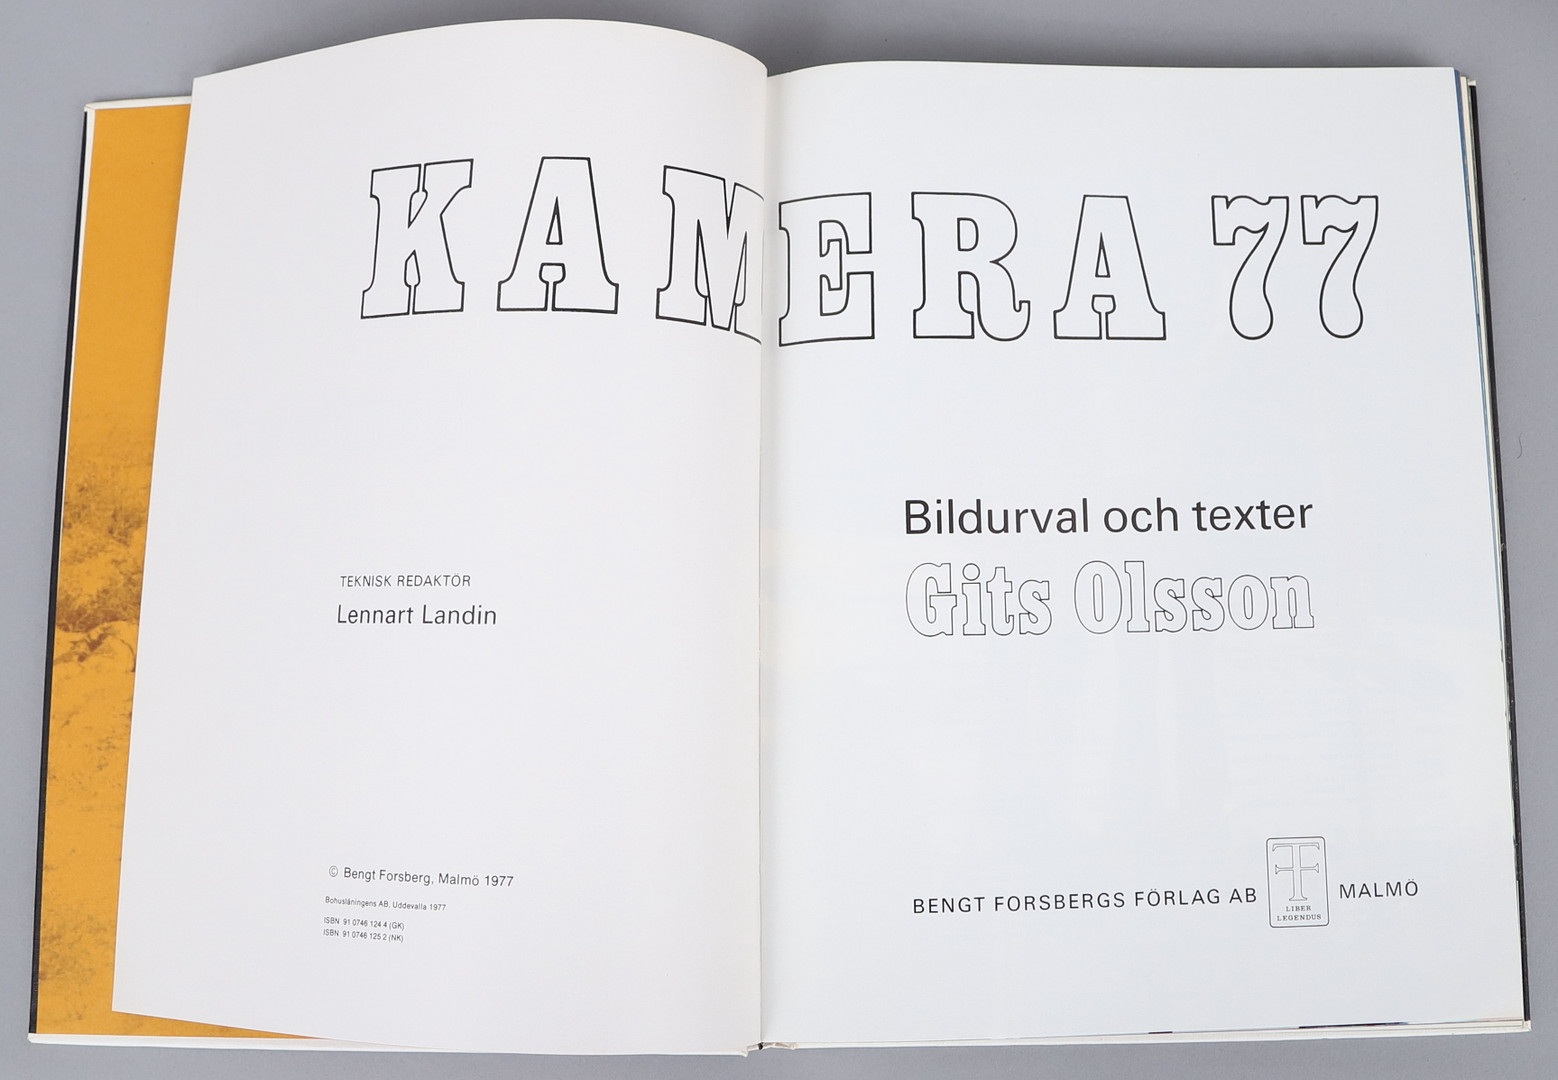 KAMERA 77
TEKNISK REDAKTÖR
Lennart Landin
© Bengt Forsberg, Malmö 1977
Bohusläningens AB, Uddevalla 1977
ISBN 91 0746 124 4 (GK)
ISBN 91 0746 125 2 (NK)
Bildurval och texter
Gits Olsson
BENGT FORSBERGS FÖRLAG AB
LIBER
LEGENDUS
MALMÖ